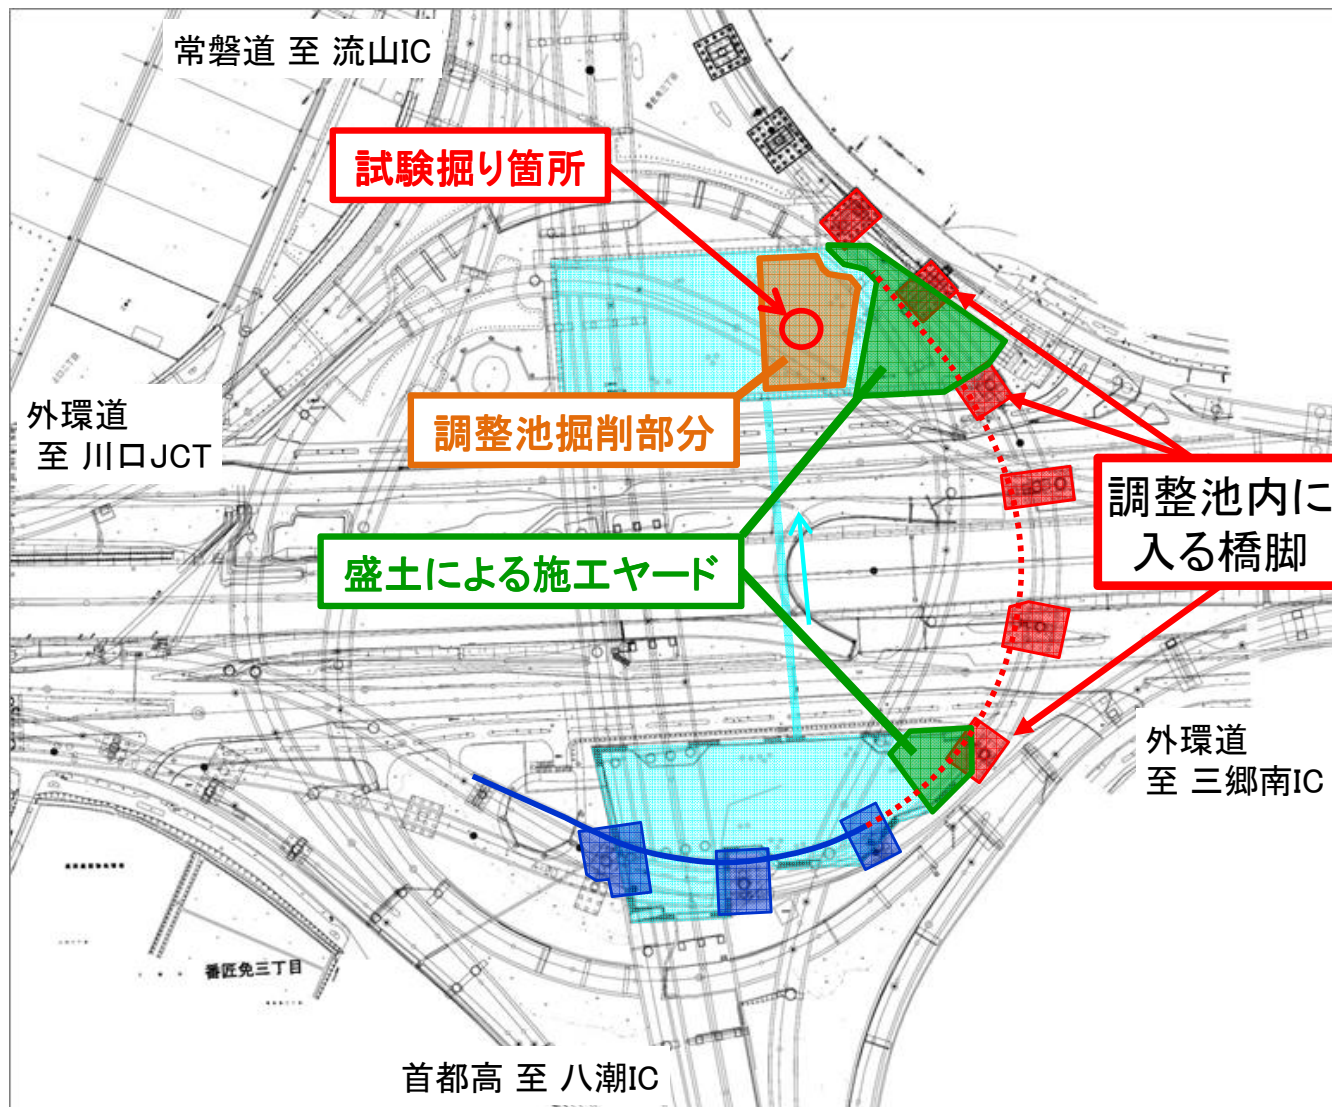 常磐道 至 流山IC
試験掘り箇所
外環道
至 川口JCT
調整池掘削部分
調整池内に
入る橋脚
盛土による施工ヤード
外環道
至 三郷南IC
番匠免三丁目
首都高 至 八潮IC